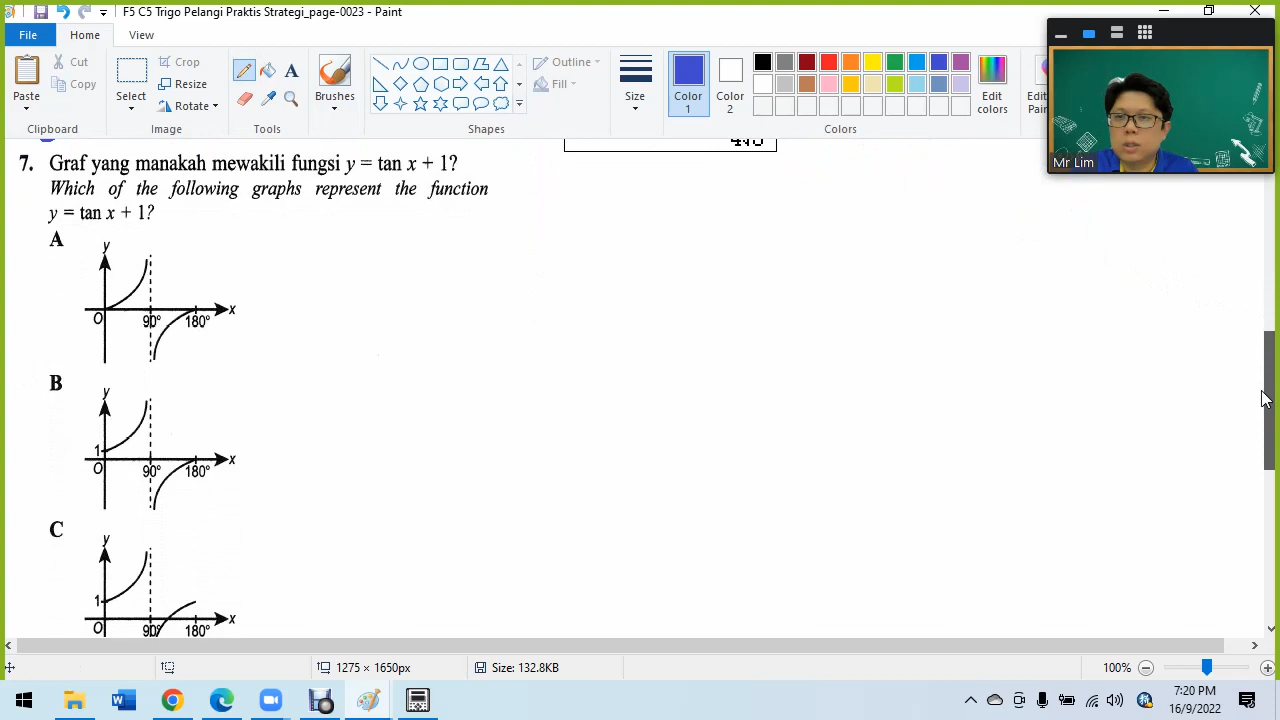 F5 C5 Trigo Pelangi Praktis Strategi_page-0023 - Paint
File Home View
Paste Cut Copy
Clipboard
Select Crop Resize Rotate
Image
A
Tools
Brushes
Outline Fill
Shapes
Size
Color 1
Color 2
Edit colors
Colors
Mr Lim
7. Graf yang manakah mewakili fungsi y = tan x + 1?
Which of the following graphs represent the function
y = tan x + 1?
A
y
O 90° 180° x
B
y
1
O 90° 180° x
C
y
1
O 90° 180° x
1275 × 1650px
Size: 132.8KB
100%
7:20 PM
16/9/2022